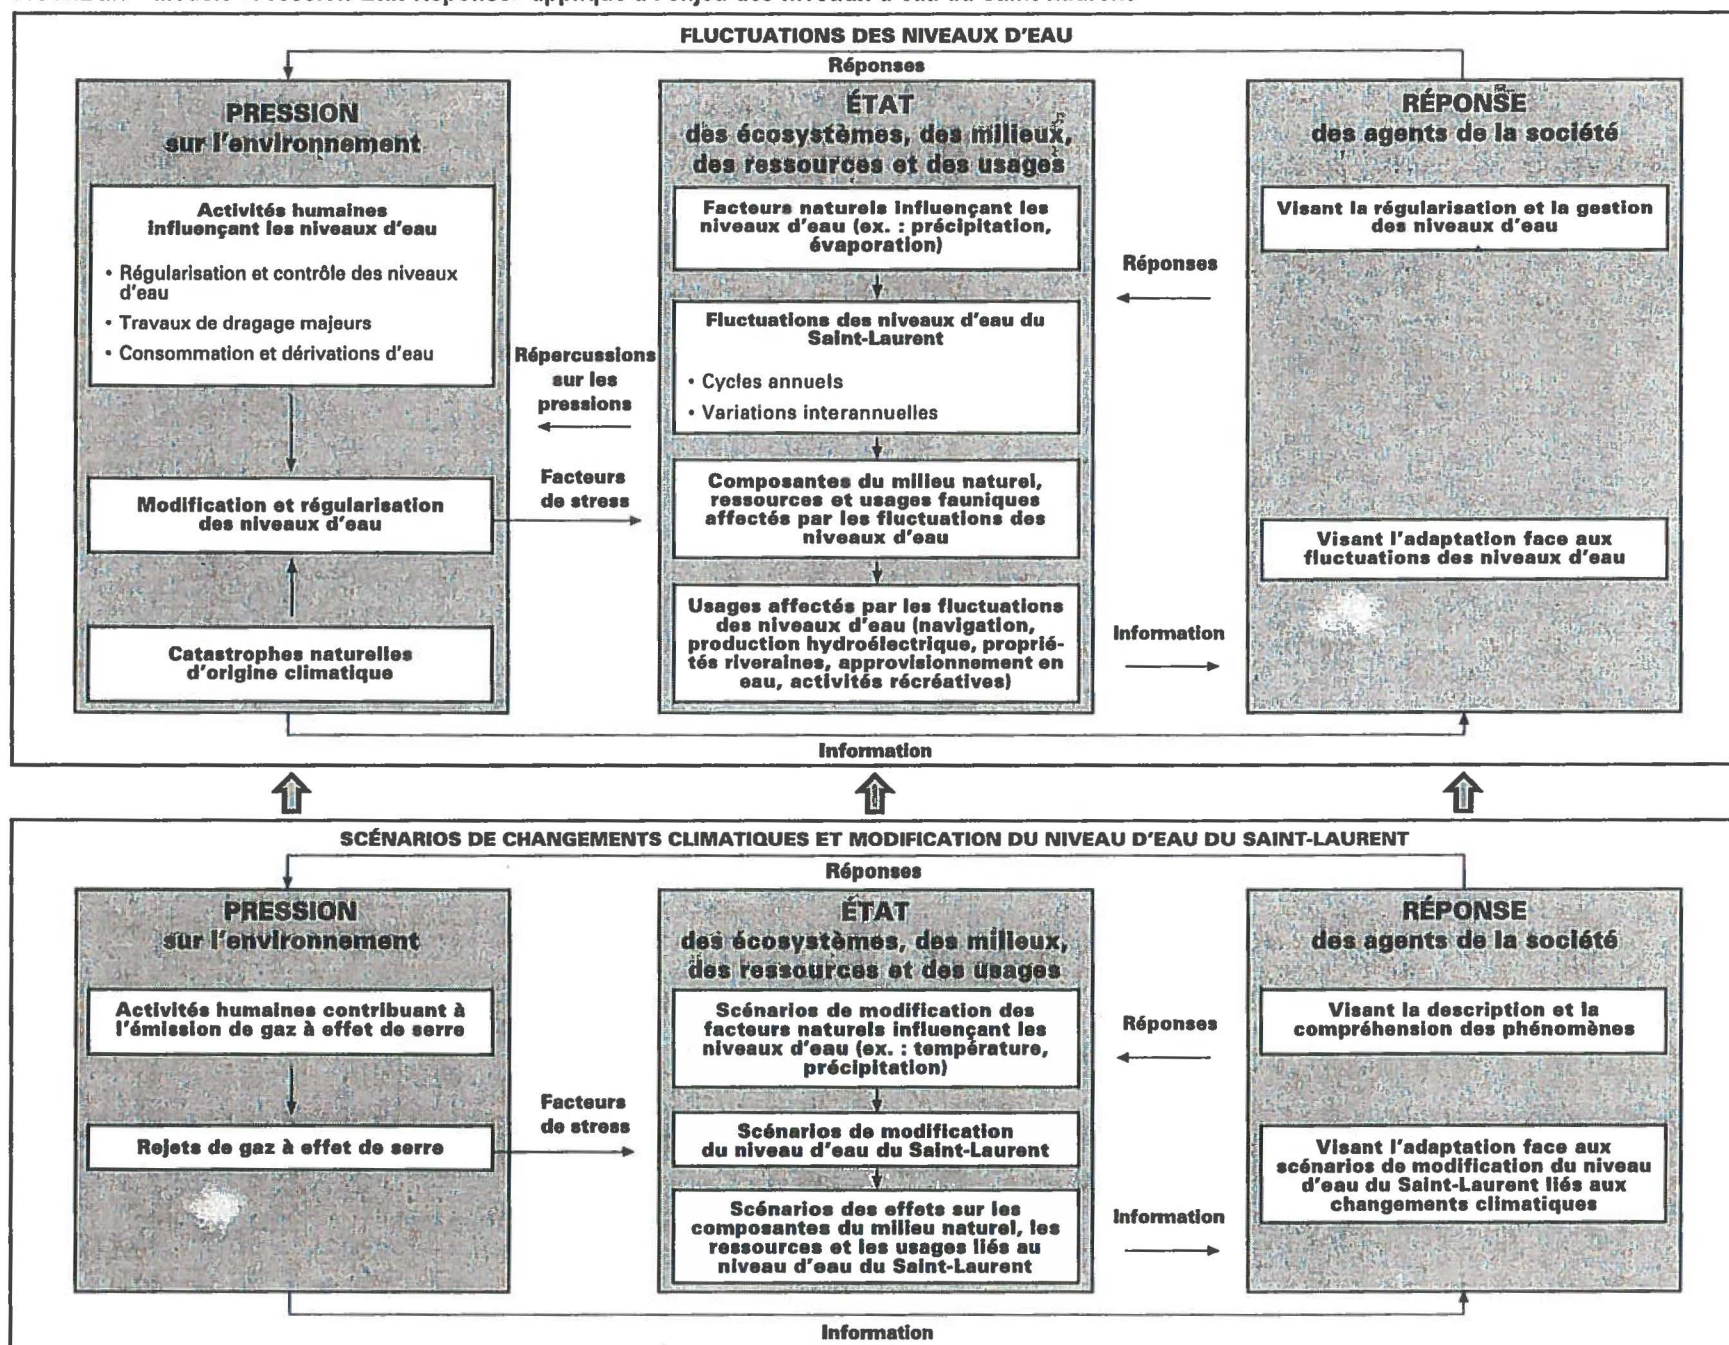 FLUCTUATIONS DES NIVEAUX D'EAU
Réponses
PRESSION
sur l'environnement
Activités humaines
influençant les niveaux d'eau
• Régularisation et contrôle des niveaux
d'eau
• Travaux de dragage majeurs
• Consommation et dérivations d'eau
Modification et régularisation
des niveaux d'eau
Catastrophes naturelles
d'origine climatique
Répercussions
sur les
pressions
Facteurs
de stress
ÉTAT
des écosystèmes, des milieux,
des ressources et des usages
Facteurs naturels influençant les
niveaux d'eau (ex. : précipitation,
évaporation)
Fluctuations des niveaux d'eau du
Saint-Laurent
• Cycles annuels
• Variations interannuelles
Composantes du milieu naturel,
ressources et usages fauniques
affectés par les fluctuations des
niveaux d'eau
Usages affectés par les fluctuations
des niveaux d'eau (navigation,
production hydroélectrique, proprié-
tés riveraines, approvisionnement en
eau, activités récréatives)
Réponses
Information
RÉPONSE
des agents de la société
Visant la régularisation et la gestion
des niveaux d'eau
Visant l'adaptation face aux
fluctuations des niveaux d'eau
Information
SCÉNARIOS DE CHANGEMENTS CLIMATIQUES ET MODIFICATION DU NIVEAU D'EAU DU SAINT-LAURENT
Réponses
PRESSION
sur l'environnement
Activités humaines contribuant à
l'émission de gaz à effet de serre
Rejets de gaz à effet de serre
Facteurs
de stress
ÉTAT
des écosystèmes, des milieux,
des ressources et des usages
Scénarios de modification des
facteurs naturels influençant les
niveaux d'eau (ex. : température,
précipitation)
Scénarios de modification
du niveau d'eau du Saint-Laurent
Scénarios des effets sur les
composantes du milieu naturel, les
ressources et les usages liés au
niveau d'eau du Saint-Laurent
Réponses
Information
RÉPONSE
des agents de la société
Visant la description et la
compréhension des phénomènes
Visant l'adaptation face aux
scénarios de modification du niveau
d'eau du Saint-Laurent liés aux
changements climatiques
Information